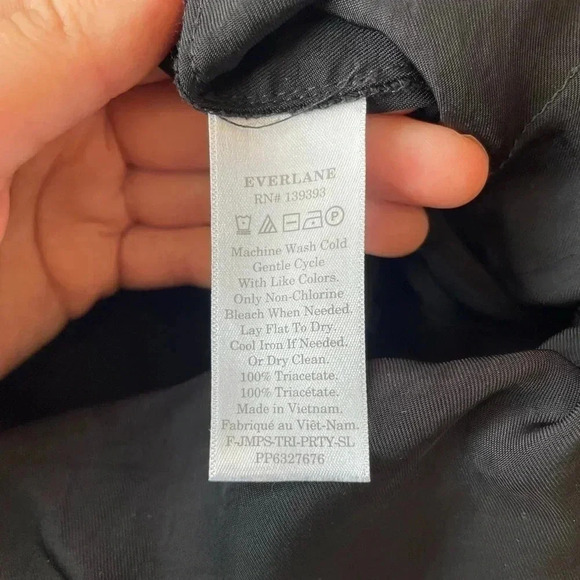 EVERLANE
RN# 139393
P
Machine Wash Cold
Gentle Cycle
With Like Colors.
Only Non-Chlorine
Bleach When Needed.
Lay Flat To Dry.
Cool Iron If Needed.
Or Dry Clean.
100% Triacetate.
100% Triacétate.
Made in Vietnam.
Fabriqué au Viêt-Nam.
F-JMPS-TRI-PRTY-SL
PP6327676